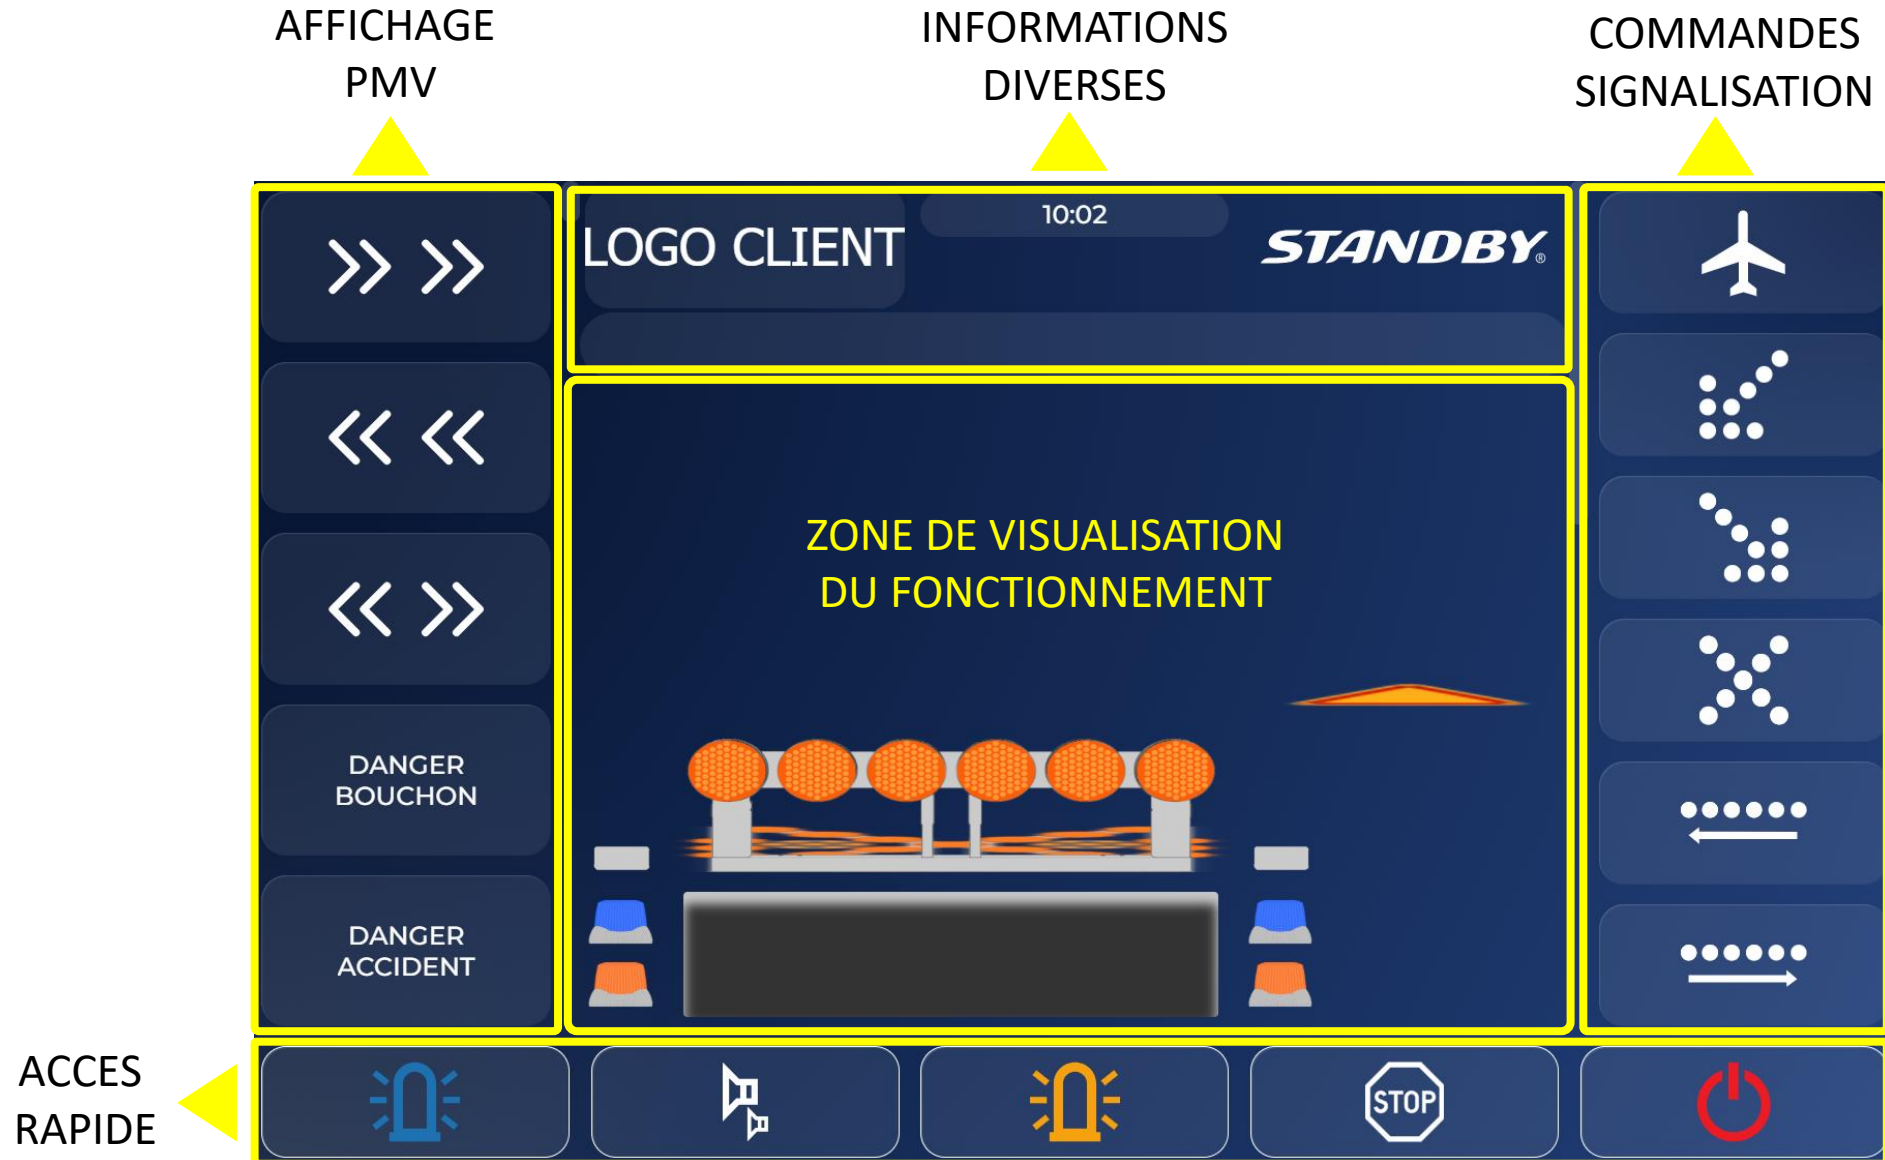 AFFICHAGE
PMV
INFORMATIONS
DIVERSES
COMMANDES
SIGNALISATION
LOGO CLIENT
10:02
STANDBY®
ZONE DE VISUALISATION
DU FONCTIONNEMENT
DANGER
BOUCHON
DANGER
ACCIDENT
ACCES
RAPIDE
STOP